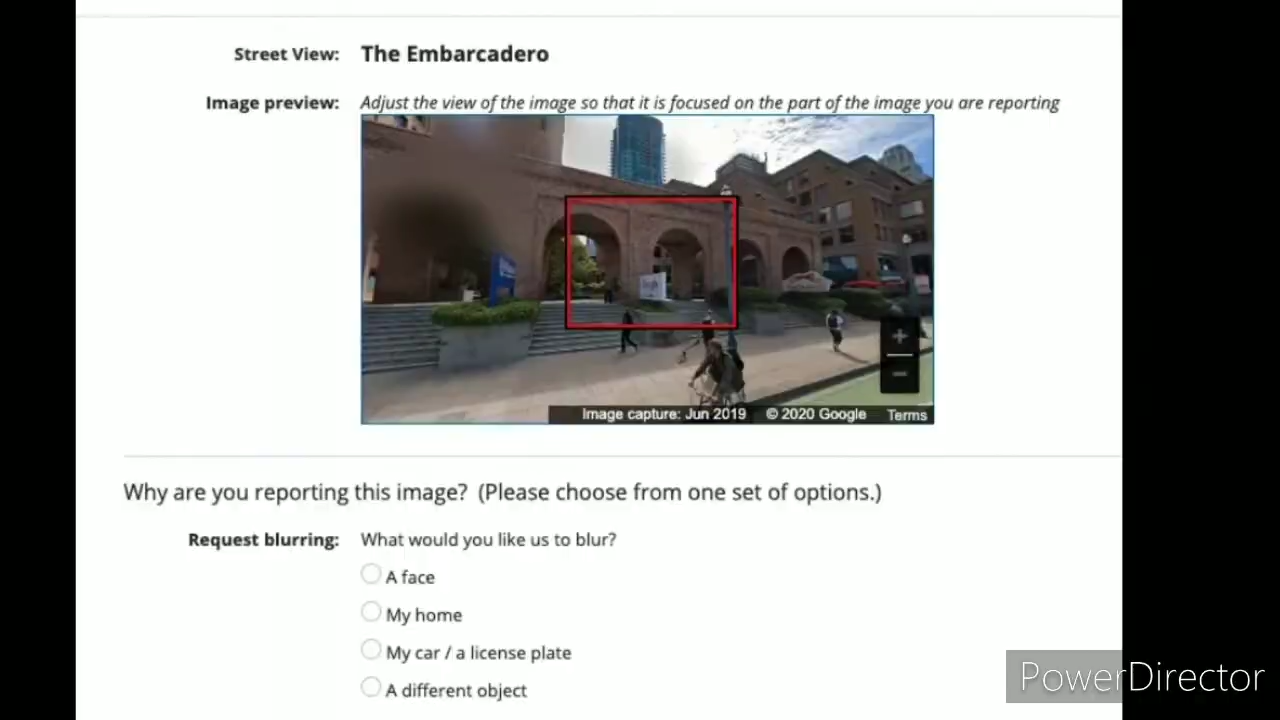 Street View: The Embarcadero
Image preview: Adjust the view of the image so that it is focused on the part of the image you are reporting
+
−
Image capture: Jun 2019 © 2020 Google Terms
Why are you reporting this image? (Please choose from one set of options.)
Request blurring: What would you like us to blur?
A face
My home
My car / a license plate
A different object
PowerDirector